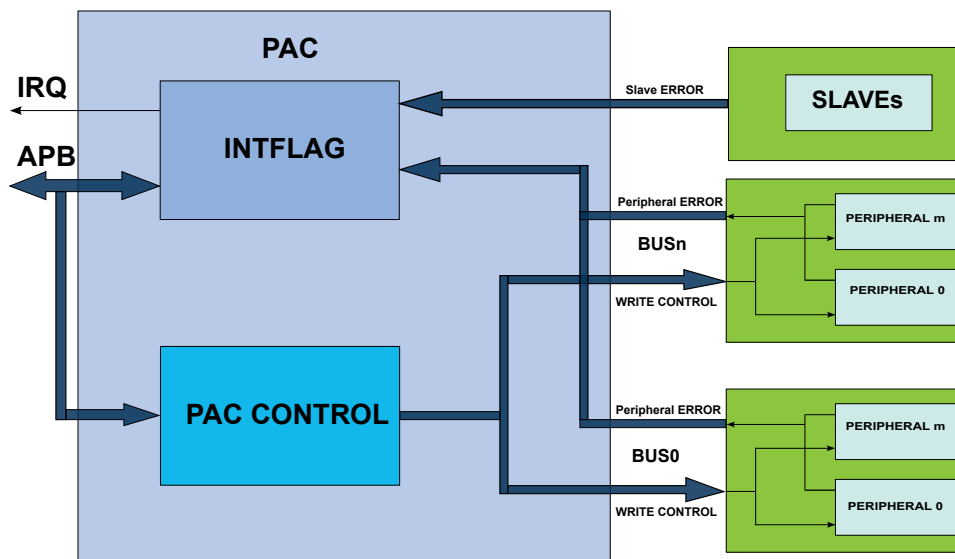 PAC
IRQ
APB
INTFLAG
PAC CONTROL
Slave ERROR
SLAVEs
Peripheral ERROR
BUSn
WRITE CONTROL
PERIPHERAL m
PERIPHERAL 0
Peripheral ERROR
BUS0
WRITE CONTROL
PERIPHERAL m
PERIPHERAL 0